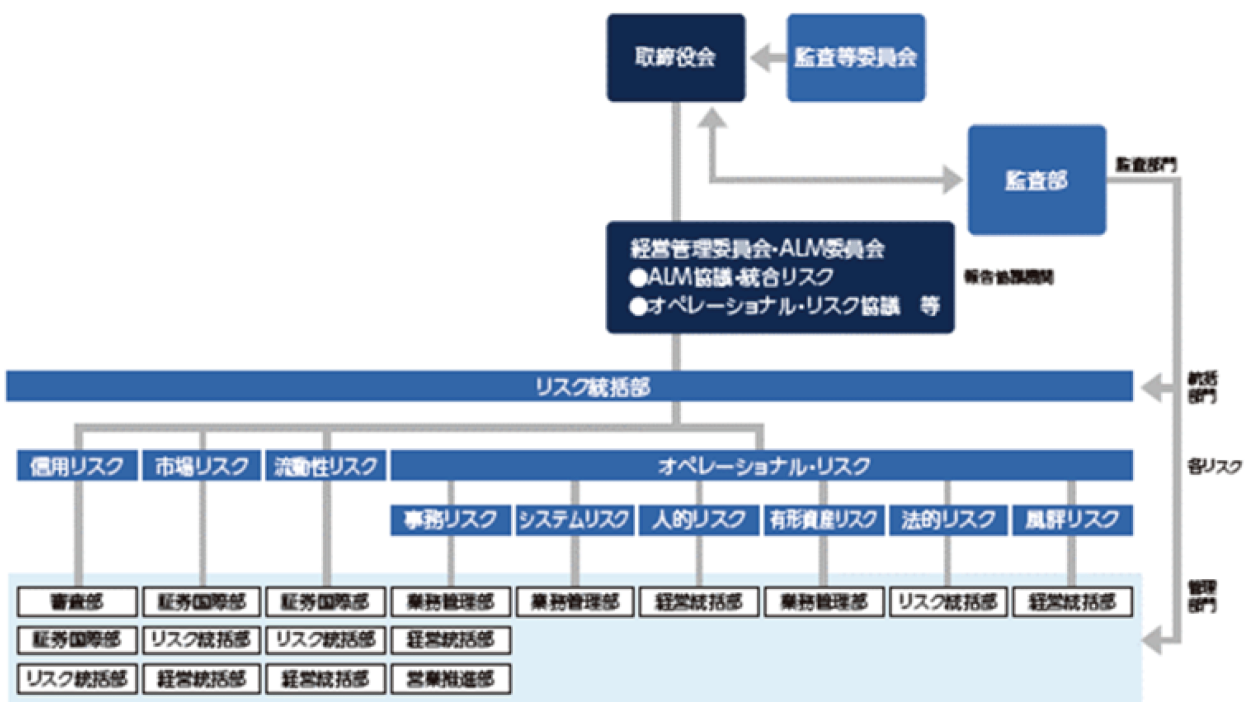 取締役会
監査等委員会
監査部
監査部門
経営管理委員会・ALM委員会
●ALM協議・統合リスク
●オペレーショナル・リスク協議 等
報告協議機関
リスク統括部
統括
部門
信用リスク
市場リスク
流動性リスク
オペレーショナル・リスク
各リスク
事務リスク
システムリスク
人的リスク
有形資産リスク
法的リスク
風評リスク
審査部
証券国際部
証券国際部
業務管理部
業務管理部
経営統括部
業務管理部
リスク統括部
経営統括部
管理
部門
証券国際部
リスク統括部
リスク統括部
経営統括部
リスク統括部
経営統括部
経営統括部
営業推進部